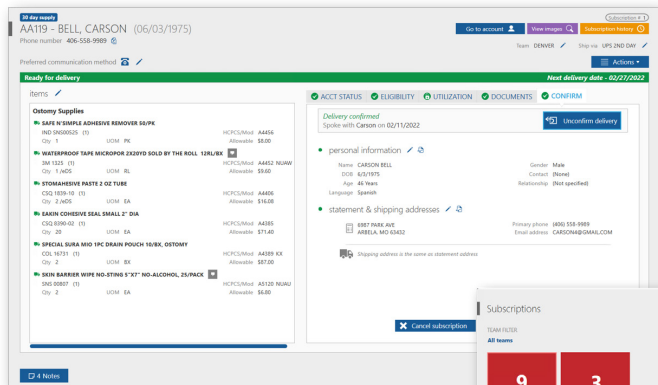 30 day supply
Subscription # 1
AA119 - BELL, CARSON (06/03/1975)
Phone number 406-558-9989
Go to account
View images
Subscription history
Team DENVER
Ship via UPS 2ND DAY
Preferred communication method
Actions
Ready for delivery
Next delivery date - 02/27/2022
Items
Ostomy Supplies
SAFE N'SIMPLE ADHESIVE REMOVER 50/PK
IND SNS00525 (1) HCPCS/Mod A4456
Qty 1 UOM PK Allowable $9.00
WATERPROOF TAPE MICROPOR 2X20YD SOLD BY THE ROLL 12RL/BX
3M 1325 (1) HCPCS/Mod A4452 NUAW
Qty 1 /eDS UOM RL Allowable $9.60
STOMAHESIVE PASTE 2 OZ TUBE
CSQ 1839-10 (1) HCPCS/Mod A4406
Qty 2 /eDS UOM EA Allowable $16.08
EAKIN COHESIVE SEAL SMALL 2" DIA
CSQ 8390-02 (1) HCPCS/Mod A4385
Qty 20 UOM EA Allowable $71.40
SPECIAL SURA MIO 1PC DRAIN POUCH 10/BX, OSTOMY
COL 16731 (1) HCPCS/Mod A4389 KX
Qty 2 UOM BX Allowable $87.00
SKIN BARRIER WIPE NO-STING 5"X7" NO-ALCOHOL, 25/PACK
SNS 00807 (1) HCPCS/Mod A5120 NUAU
Qty 2 UOM EA Allowable $6.80
4 Notes
ACCT STATUS
ELIGIBILITY
UTILIZATION
DOCUMENTS
CONFIRM
Delivery confirmed
Spoke with Carson on 02/11/2022
Unconfirm delivery
personal information
Name CARSON BELL
DOB 6/3/1975
Age 46 Years
Language Spanish
Gender Male
Contact (None)
Relationship (Not specified)
statement & shipping addresses
6987 PARK AVE
ARBELA, MO 63432
Primary phone (406) 558-9989
Email address CARSON4@GMAIL.COM
Shipping address is the same as statement address
Cancel subscription
Subscriptions
TEAM FILTER
All teams
9
3